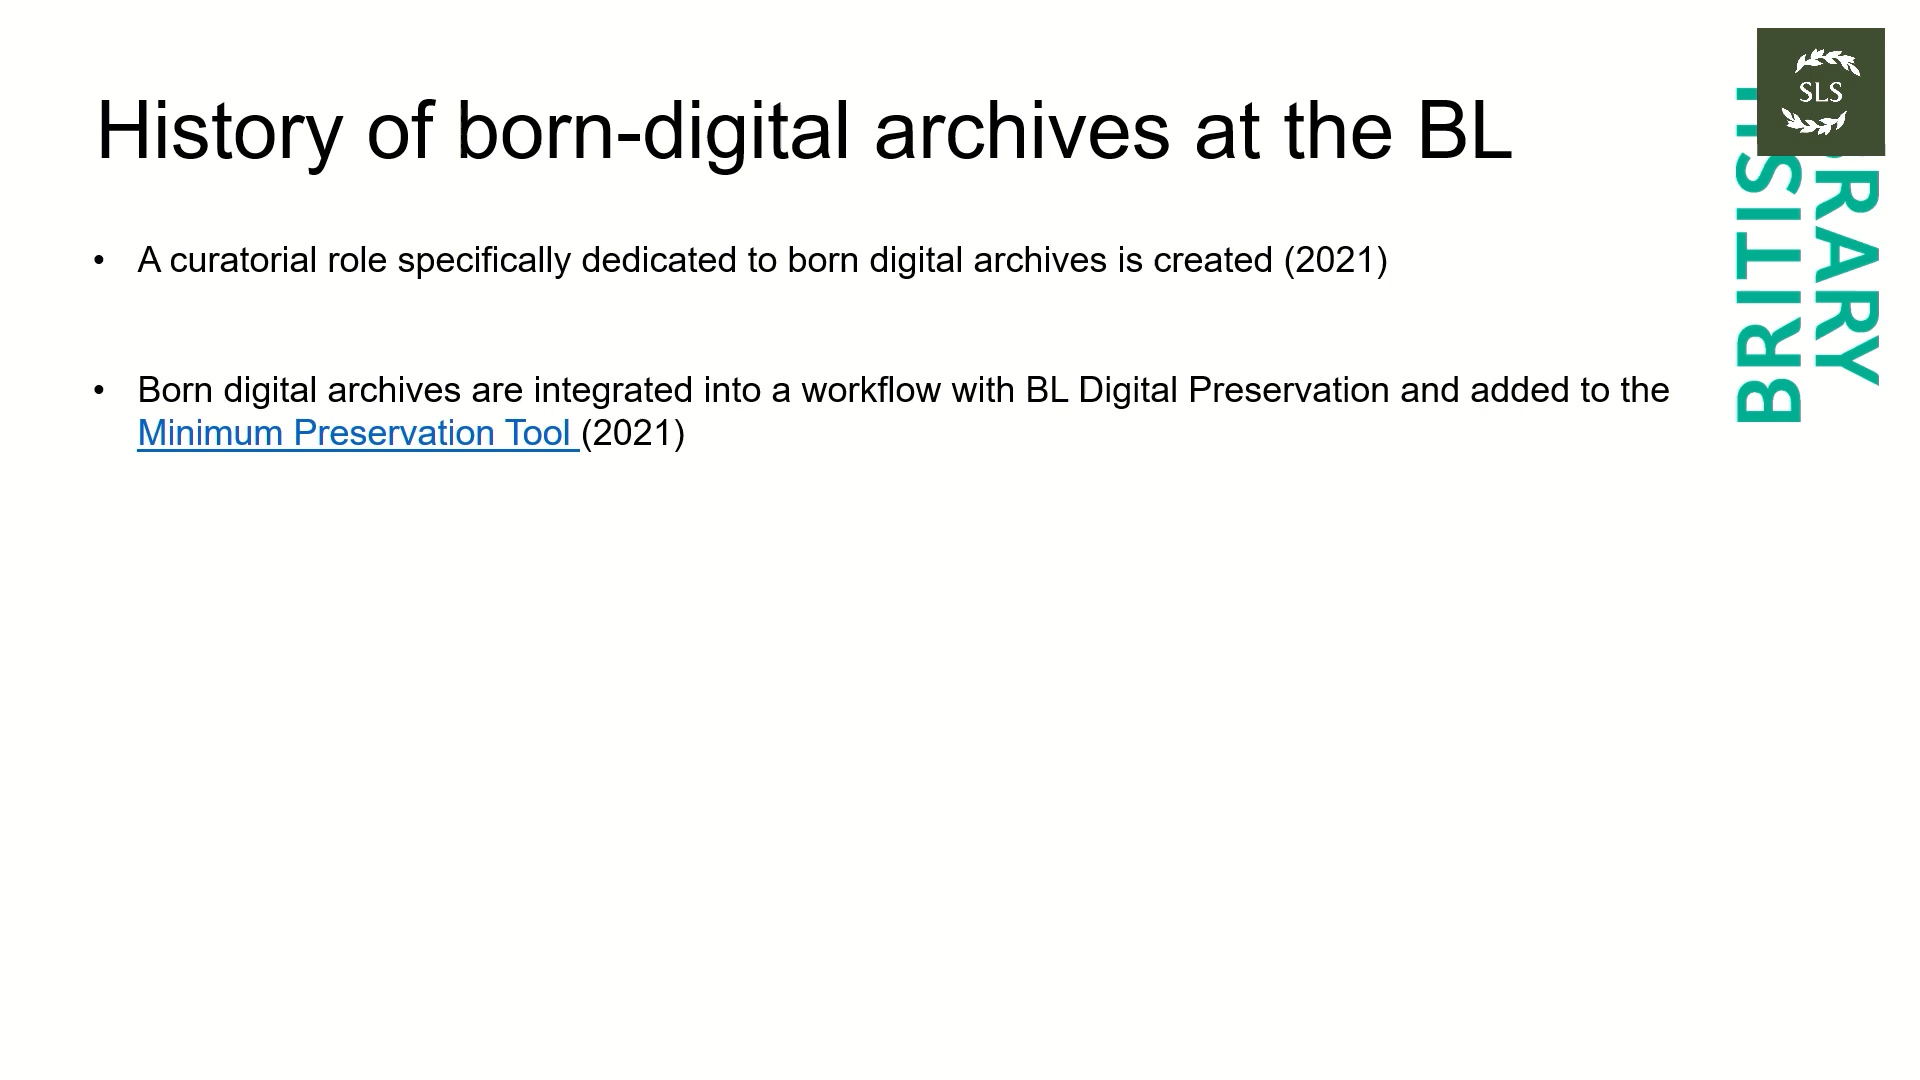 History of born-digital archives at the BL
• A curatorial role specifically dedicated to born digital archives is created (2021)
• Born digital archives are integrated into a workflow with BL Digital Preservation and added to the
Minimum Preservation Tool (2021)
SLS